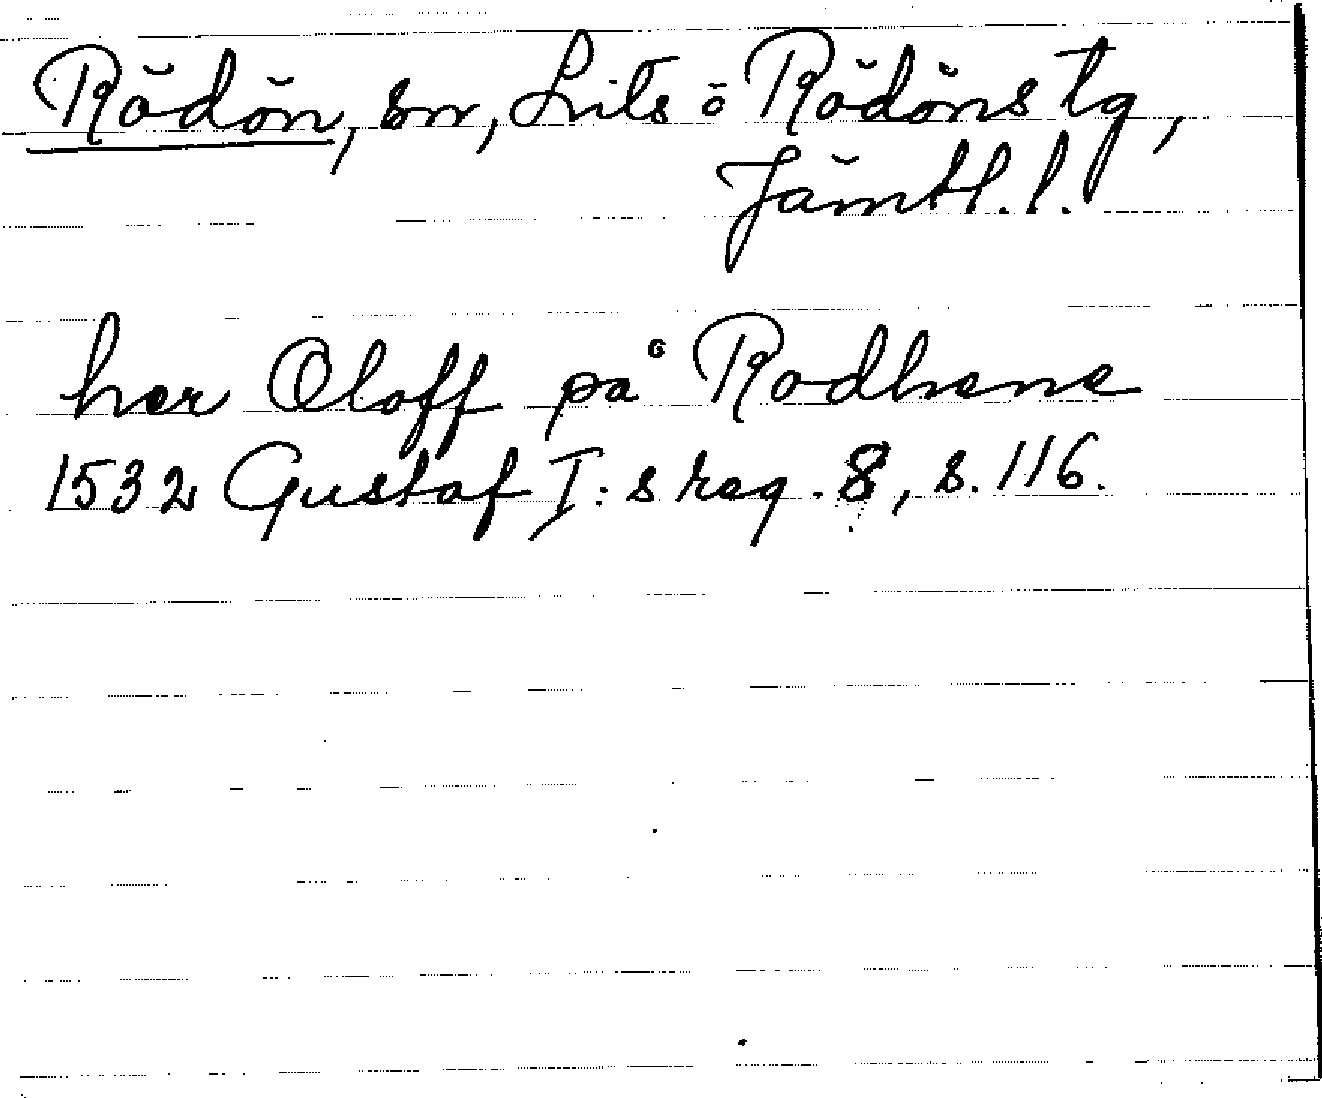 Rödön, sn, Lits o Rödöns tg,
Jämtl. l.
her Oloff på Rodhene
1532 Gustaf I:s reg. 8, s. 116.